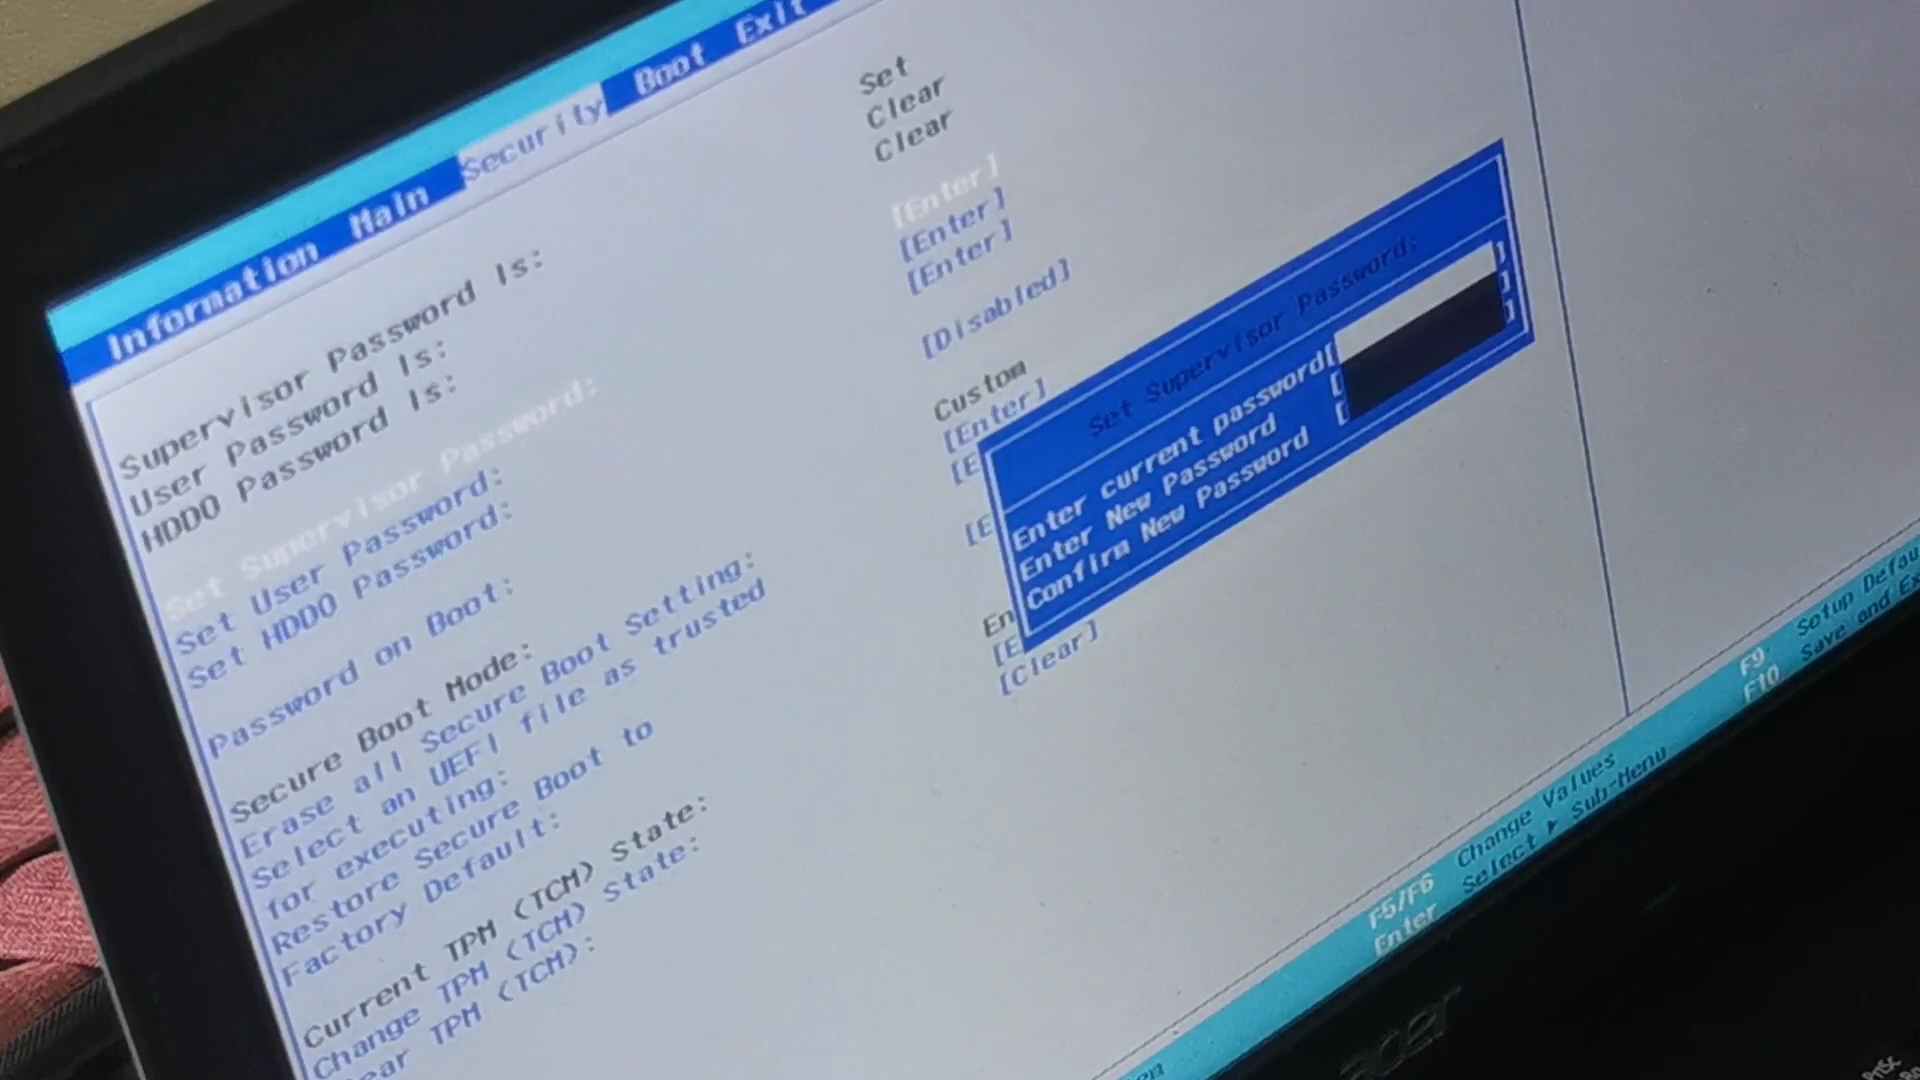 Information Main Security Boot Exit
Supervisor Password Is: Set
User Password Is: Clear
HDD0 Password Is: Clear
Set Supervisor Password: [Enter]
Set User Password: [Enter]
Set HDD0 Password: [Enter]
Password on Boot: [Disabled]
Secure Boot Mode: Custom
Erase all Secure Boot Setting: [Enter]
Select an UEFI file as trusted [E
for executing:
Restore Secure Boot to [E
Factory Default:
Current TPM (TCM) State: En
Change TPM (TCM) State: [E
ear TPM (TCM): [Clear]
Set Supervisor Password:
Enter current password[ ]
Enter New Password [ ]
Confirm New Password [ ]
F5/F6 Change Values
Enter Select ▸ Sub-Menu
F9 Setup Defau
F10 Save and Ex
acer